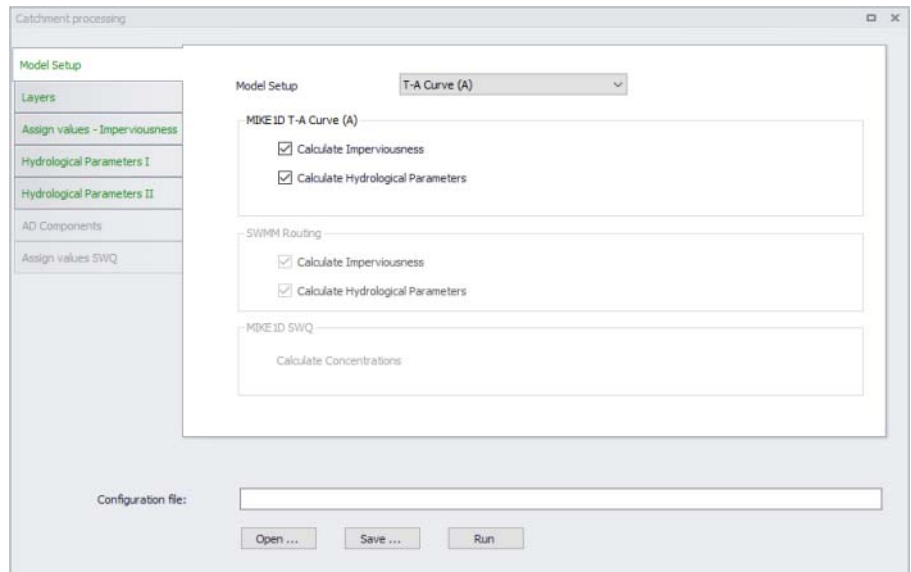 Catchment processing
Model Setup
Layers
Assign values - Imperviousness
Hydrological Parameters I
Hydrological Parameters II
AD Components
Assign values SWQ
Model Setup
T-A Curve (A)
MIKE1D T-A Curve (A)
Calculate Imperviousness
Calculate Hydrological Parameters
SWMM Routing
Calculate Imperviousness
Calculate Hydrological Parameters
MIKE1D SWQ
Calculate Concentrations
Configuration file:
Open ... Save ... Run